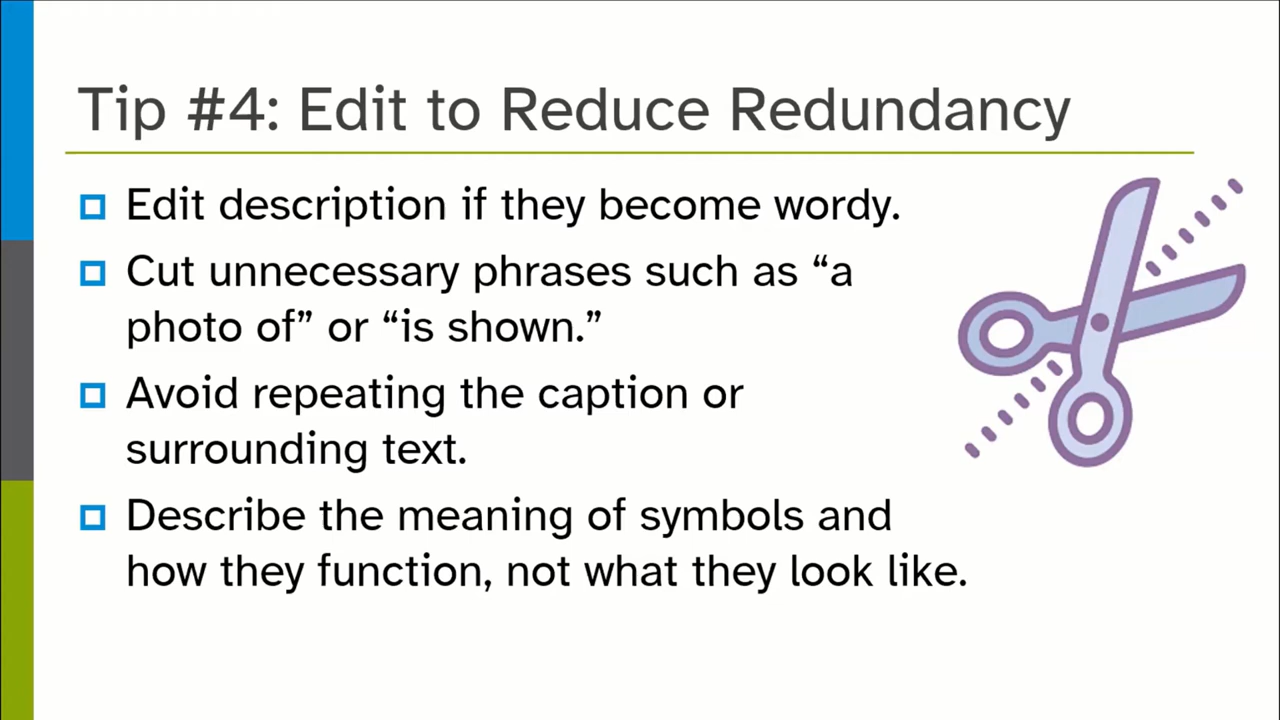 Tip #4: Edit to Reduce Redundancy
Edit description if they become wordy.
Cut unnecessary phrases such as “a
photo of” or “is shown.”
Avoid repeating the caption or
surrounding text.
Describe the meaning of symbols and
how they function, not what they look like.